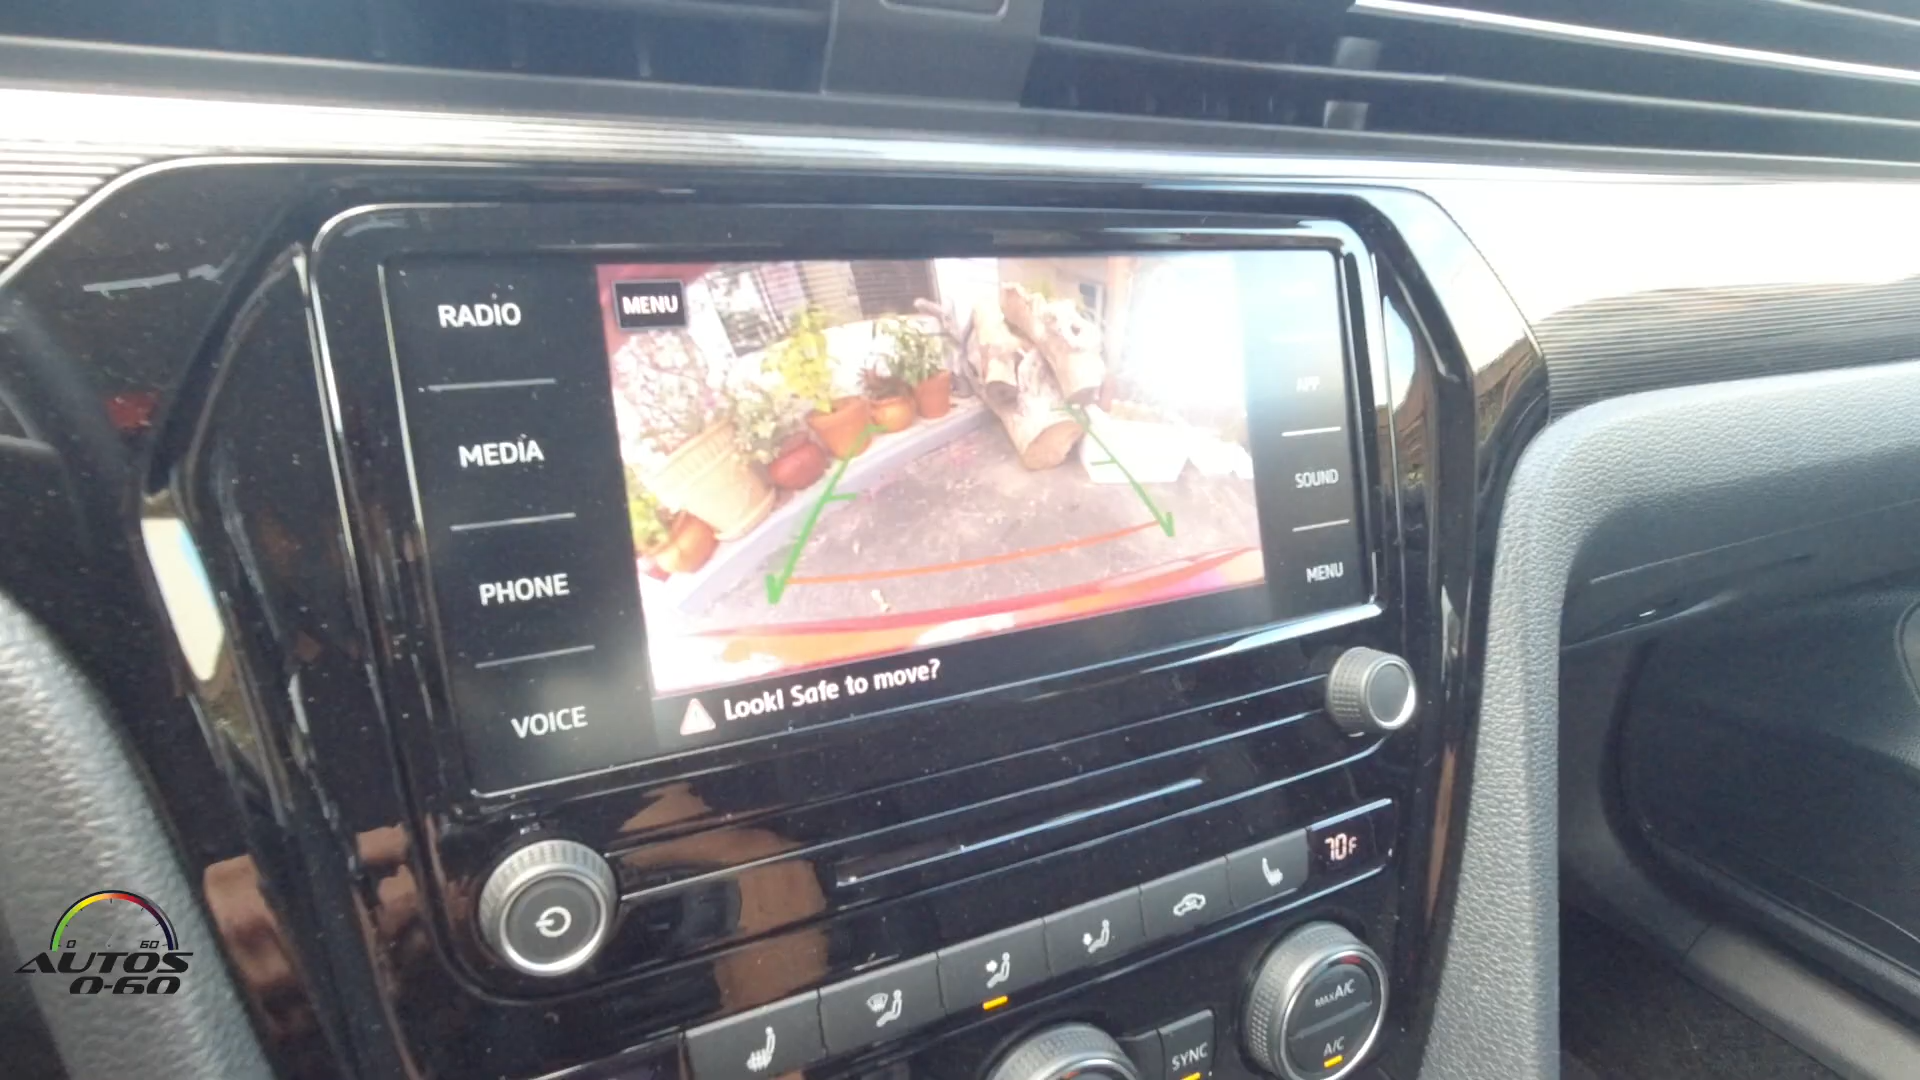 RADIO
MEDIA
PHONE
VOICE
MENU
APP
SOUND
MENU
Look! Safe to move?
70F
MAX A/C
A/C
SYNC
0 60
AUTOS
0-60